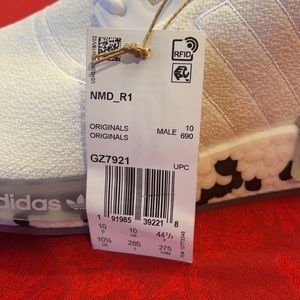 RFID
NMD_R1
ORIGINALS MALE 10
ORIGINALS 690
GZ7921
UPC
1 91985 39221 8
10 10 44 2/3
10½ 285 275
adidas